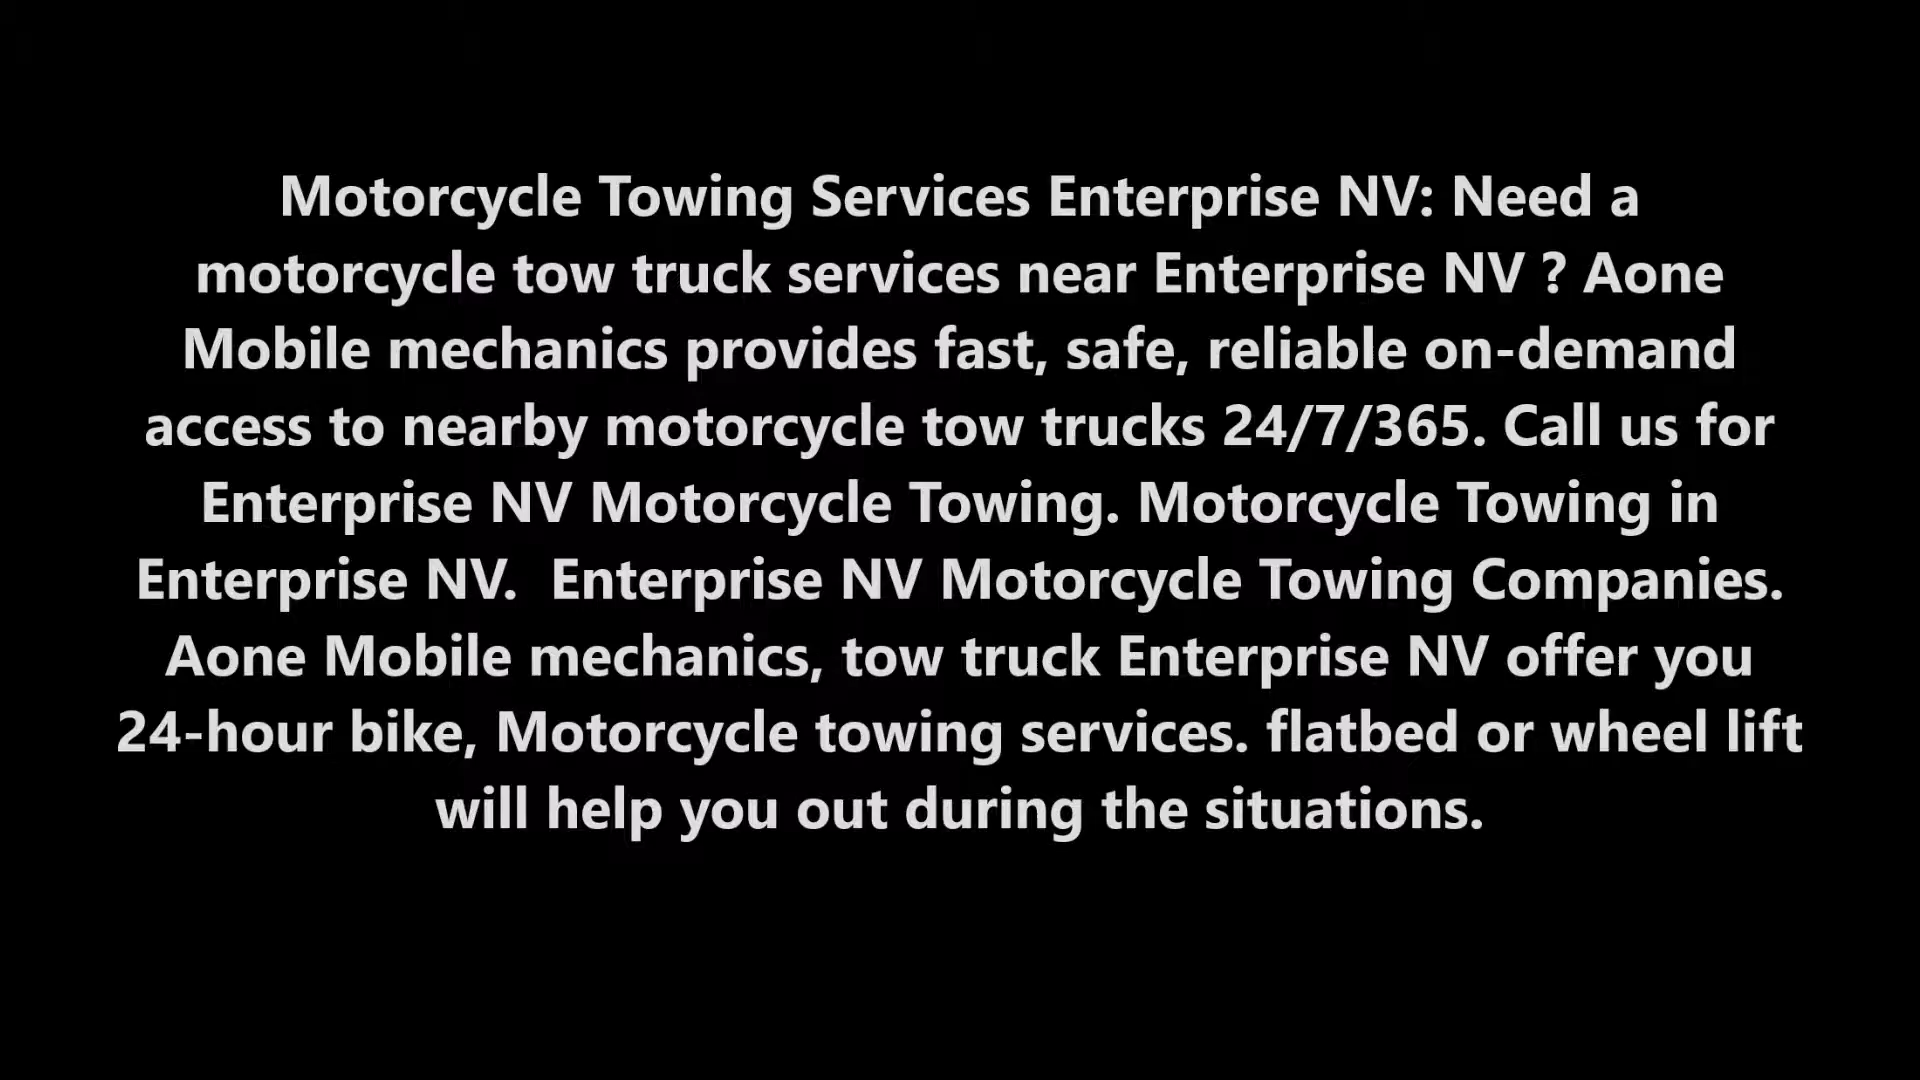 Motorcycle Towing Services Enterprise NV: Need a
motorcycle tow truck services near Enterprise NV ? Aone
Mobile mechanics provides fast, safe, reliable on-demand
access to nearby motorcycle tow trucks 24/7/365. Call us for
Enterprise NV Motorcycle Towing. Motorcycle Towing in
Enterprise NV.  Enterprise NV Motorcycle Towing Companies.
Aone Mobile mechanics, tow truck Enterprise NV offer you
24-hour bike, Motorcycle towing services. flatbed or wheel lift
will help you out during the situations.